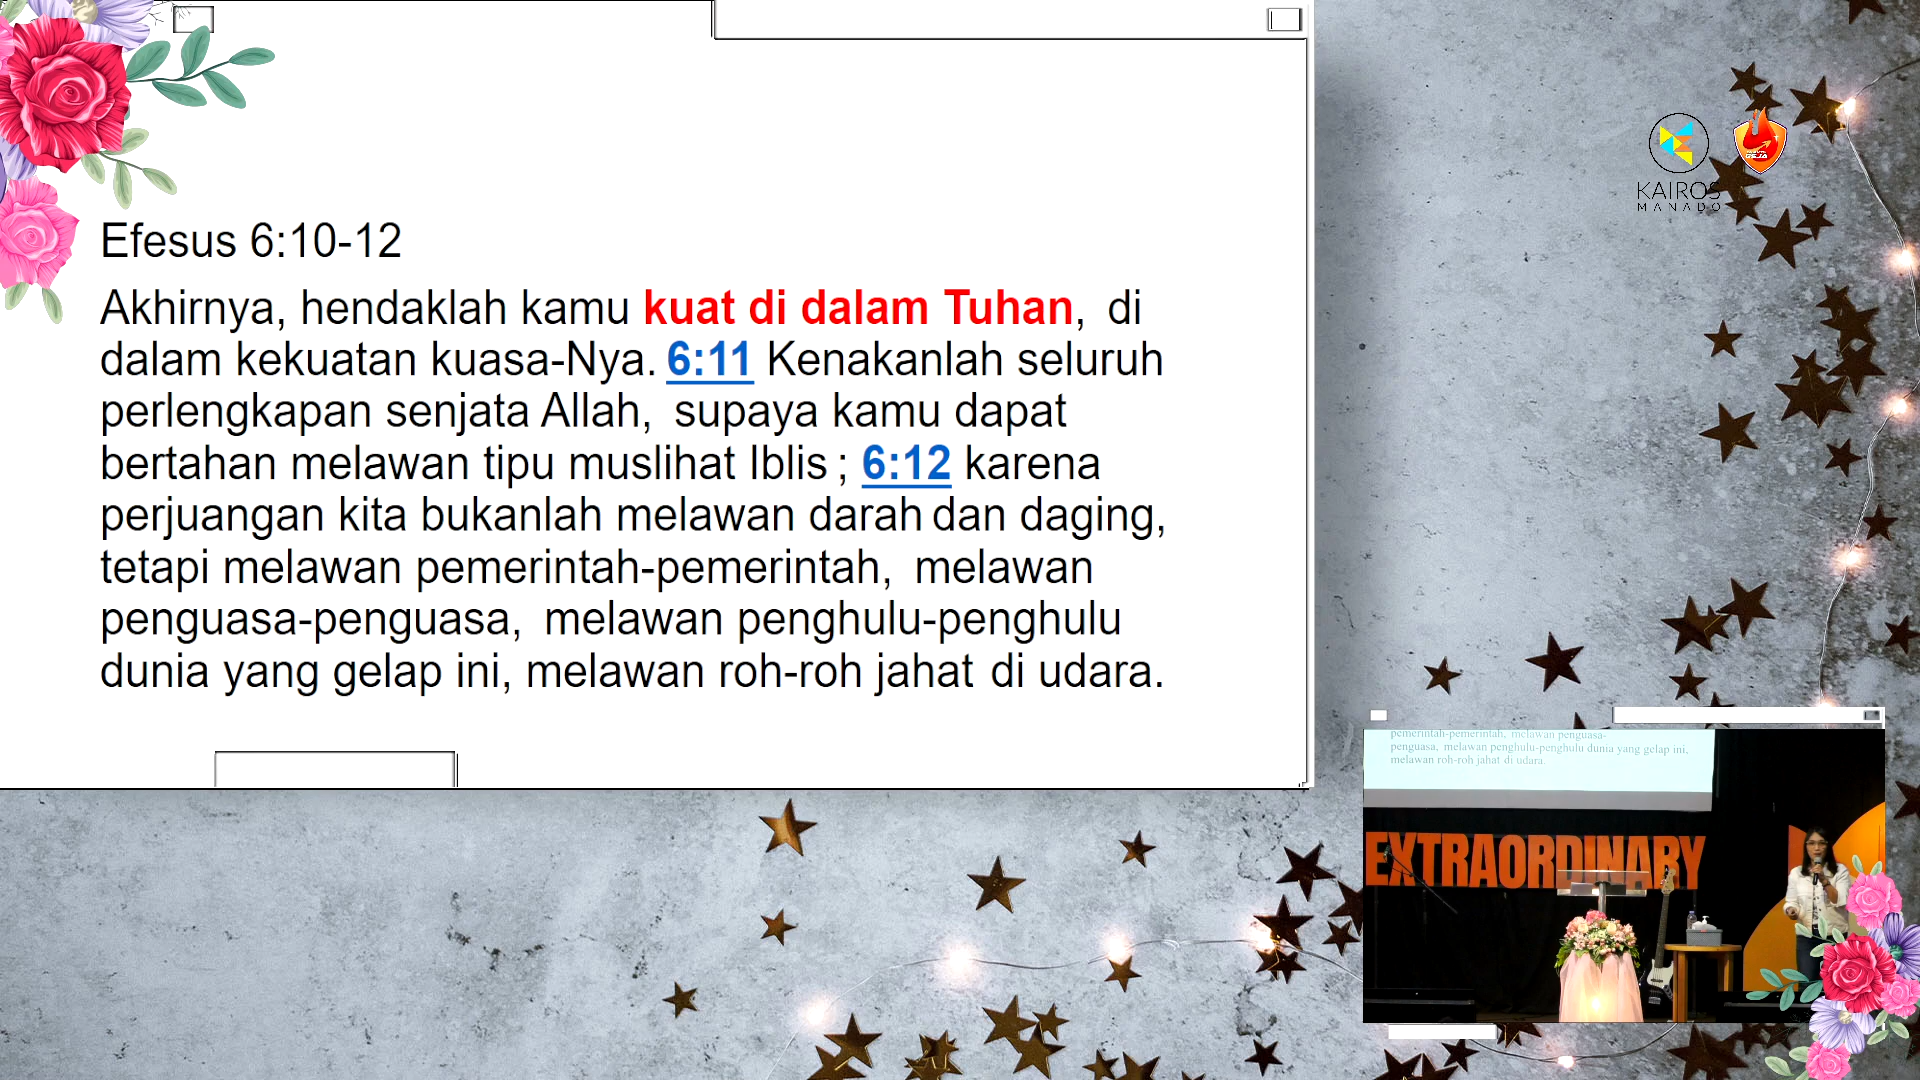 Efesus 6:10-12
Akhirnya, hendaklah kamu kuat di dalam Tuhan, di
dalam kekuatan kuasa-Nya. 6:11 Kenakanlah seluruh
perlengkapan senjata Allah, supaya kamu dapat
bertahan melawan tipu muslihat Iblis ; 6:12 karena
perjuangan kita bukanlah melawan darah dan daging,
tetapi melawan pemerintah-pemerintah, melawan
penguasa-penguasa, melawan penghulu-penghulu
dunia yang gelap ini, melawan roh-roh jahat di udara.
KAIROS
MANADO
pemerintah-pemerintah, melawan penguasa-
penguasa, melawan penghulu-penghulu dunia yang gelap ini,
melawan roh-roh jahat di udara.
EXTRAORDINARY